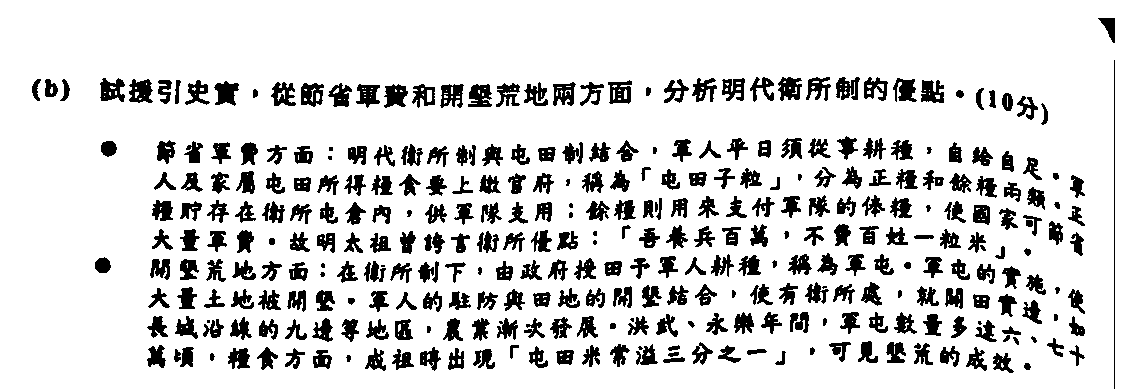 (b) 試援引史實，從節省軍費和開墾荒地兩方面，分析明代衞所制的優點。(10分)
● 節省軍費方面：明代衞所制與屯田制結合，軍人平日須從事耕種，自給自足。軍
人及家屬屯田所得糧食要上繳官府，稱為「屯田子粒」，分為正糧和餘糧兩類。正
糧貯存在衞所屯倉內，供軍隊支用；餘糧則用來支付軍隊的俸糧，使國家可節省
大量軍費。故明太祖曾誇言衞所優點：「吾養兵百萬，不費百姓一粒米」。
● 開墾荒地方面：在衞所制下，由政府授田予軍人耕種，稱為軍屯。軍屯的實施，使
大量土地被開墾。軍人的駐防與田地的開墾結合，使有衞所處，就開田實邊，如
長城沿線的九邊等地區，農業漸次發展。洪武、永樂年間，軍屯數量多達六、七十
萬頃，糧食方面，成祖時出現「屯田米常溢三分之一」，可見墾荒的成效。